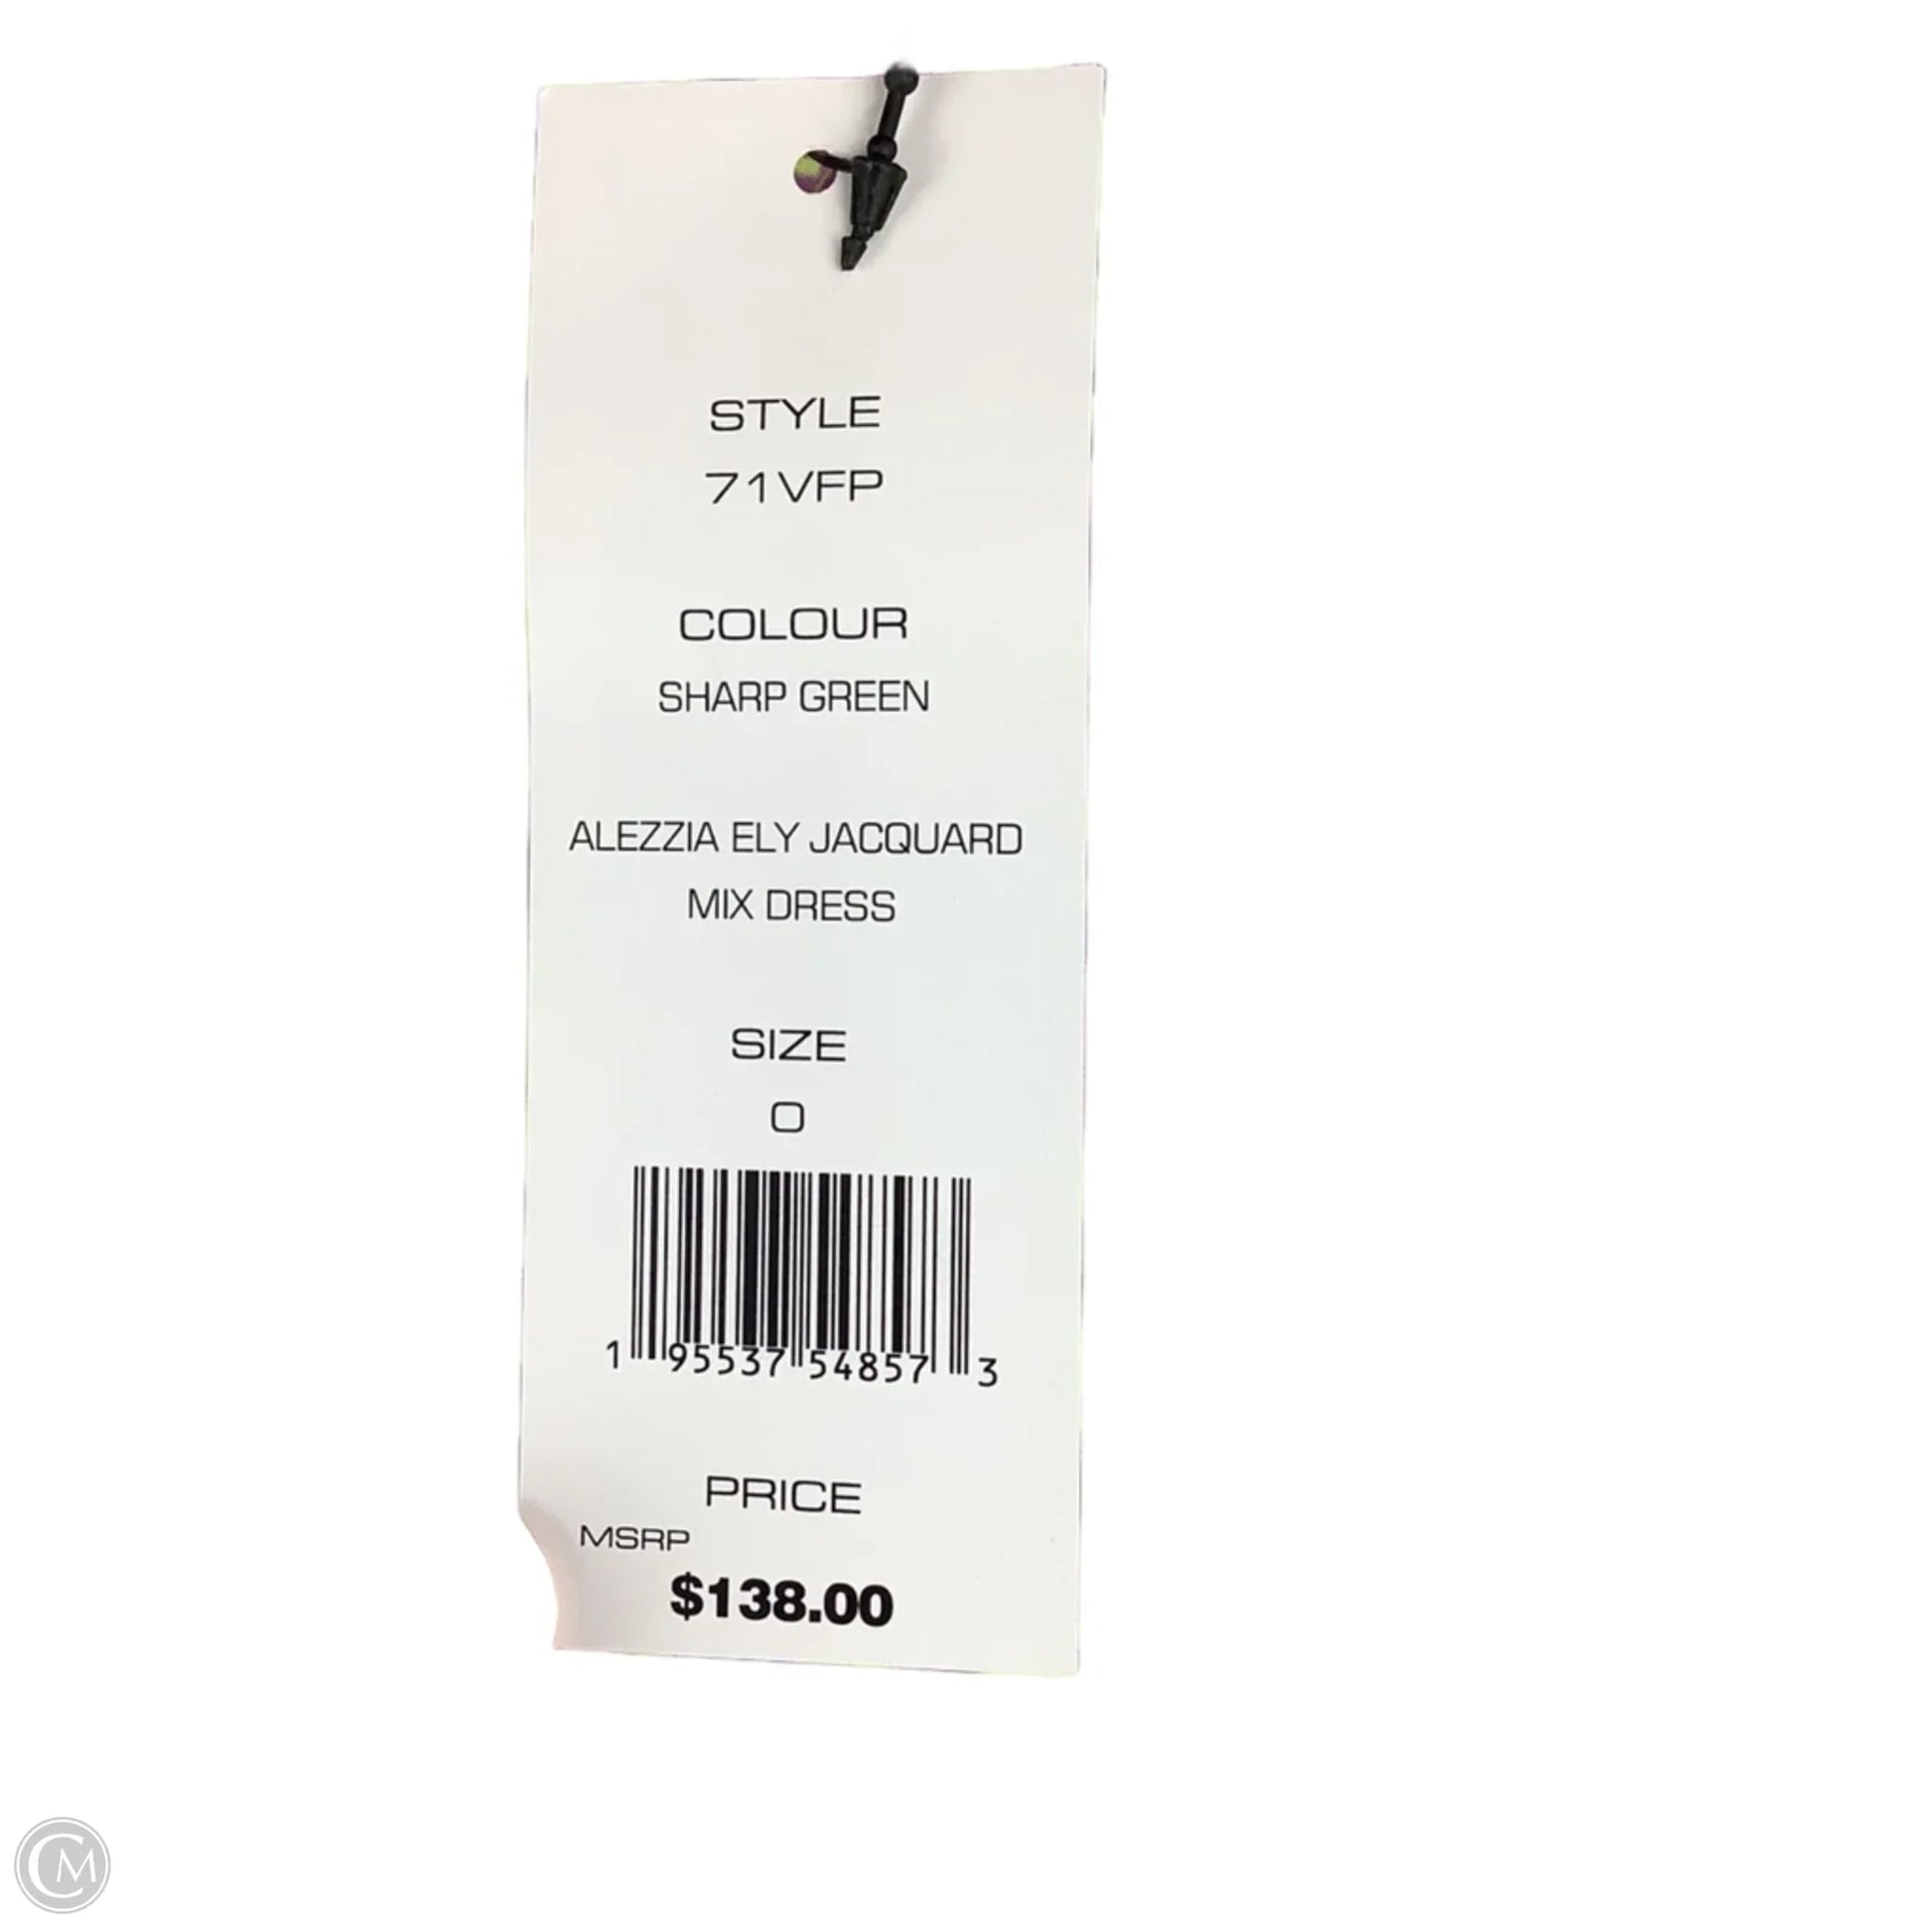 STYLE
71VFP
COLOUR
SHARP GREEN
ALEZZIA ELY JACQUARD
MIX DRESS
SIZE
0
1 95537 54857 3
PRICE
MSRP
$138.00
CM